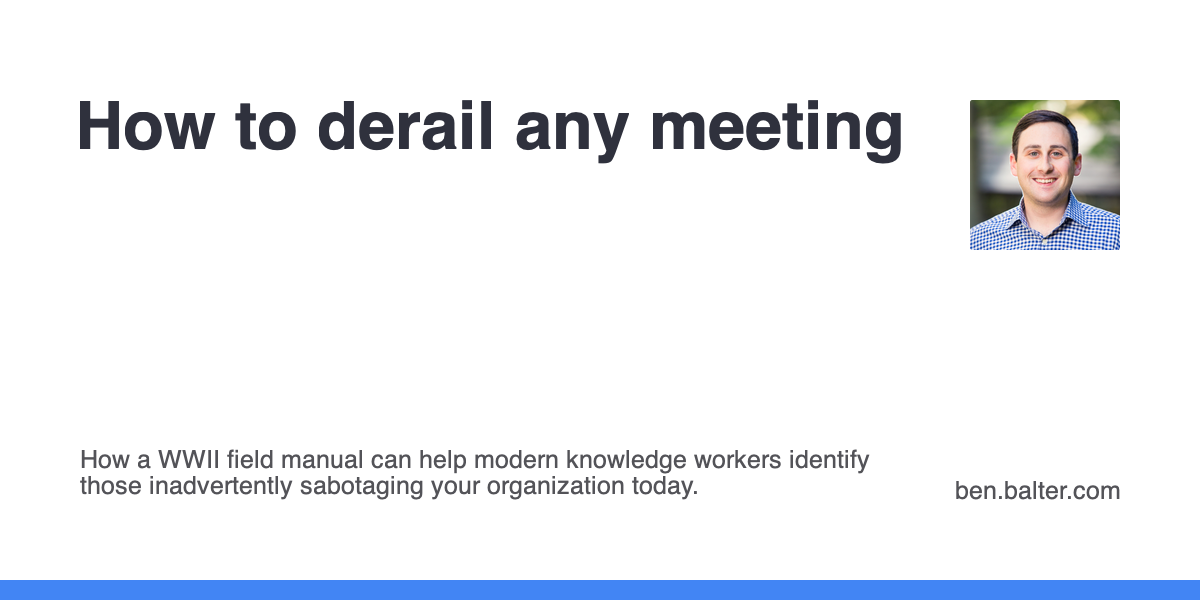 How to derail any meeting
How a WWII field manual can help modern knowledge workers identify
those inadvertently sabotaging your organization today.
ben.balter.com